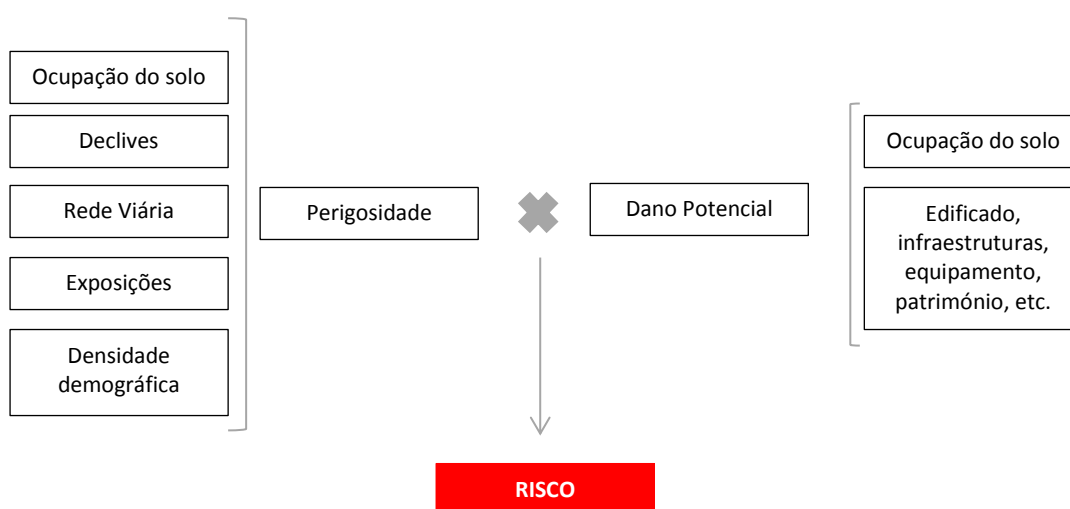 Ocupação do solo
Declives
Rede Viária
Exposições
Densidade
demográfica
Perigosidade
Dano Potencial
Ocupação do solo
Edificado,
infraestruturas,
equipamento,
património, etc.
RISCO